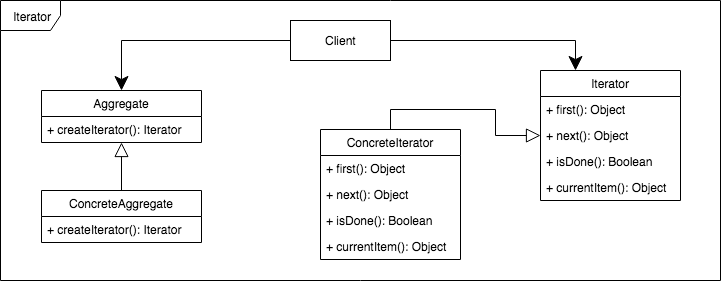 Iterator
Client
Aggregate
+ createIterator(): Iterator
ConcreteAggregate
+ createIterator(): Iterator
ConcreteIterator
+ first(): Object
+ next(): Object
+ isDone(): Boolean
+ currentItem(): Object
Iterator
+ first(): Object
+ next(): Object
+ isDone(): Boolean
+ currentItem(): Object